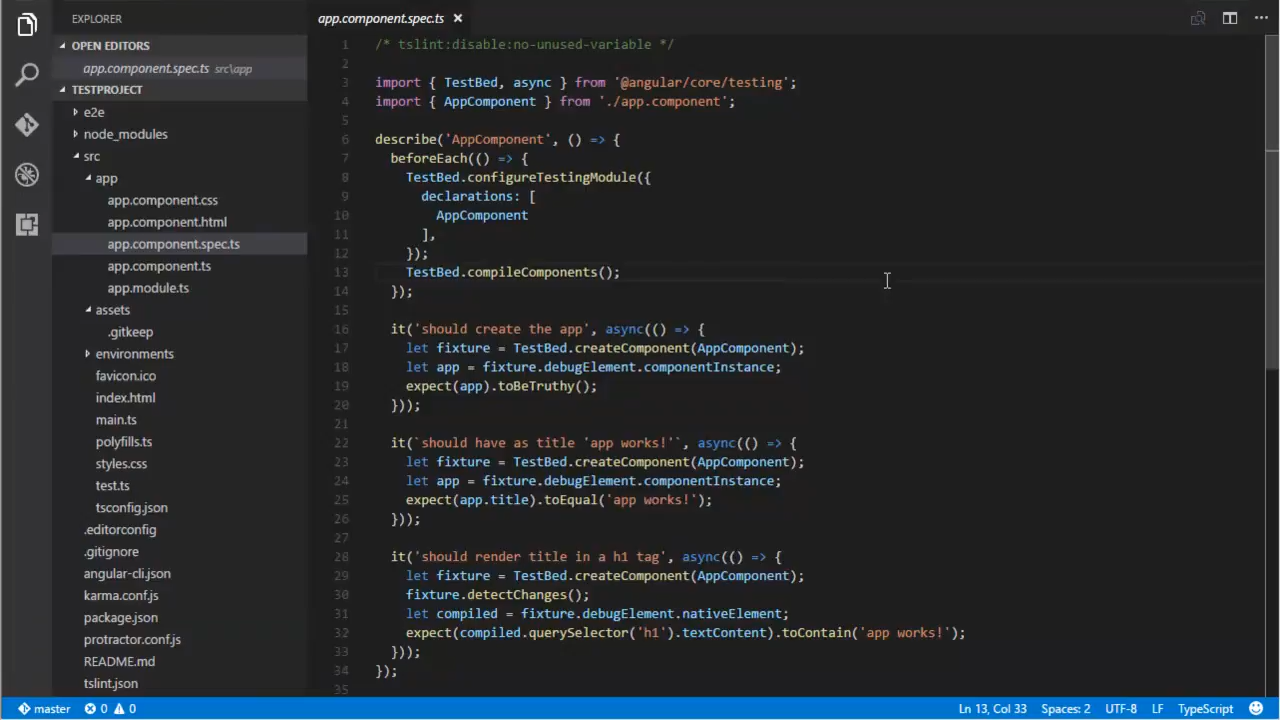 EXPLORER
OPEN EDITORS
app.component.spec.ts src\app
TESTPROJECT
e2e
node_modules
src
app
app.component.css
app.component.html
app.component.spec.ts
app.component.ts
app.module.ts
assets
.gitkeep
environments
favicon.ico
index.html
main.ts
polyfills.ts
styles.css
test.ts
tsconfig.json
.editorconfig
.gitignore
angular-cli.json
karma.conf.js
package.json
protractor.conf.js
README.md
tslint.json
app.component.spec.ts
1 /* tslint:disable:no-unused-variable */
2
3 import { TestBed, async } from '@angular/core/testing';
4 import { AppComponent } from './app.component';
5
6 describe('AppComponent', () => {
7   beforeEach(() => {
8     TestBed.configureTestingModule({
9       declarations: [
10         AppComponent
11       ],
12     });
13     TestBed.compileComponents();
14   });
15
16   it('should create the app', async(() => {
17     let fixture = TestBed.createComponent(AppComponent);
18     let app = fixture.debugElement.componentInstance;
19     expect(app).toBeTruthy();
20   }));
21
22   it(`should have as title 'app works!'`, async(() => {
23     let fixture = TestBed.createComponent(AppComponent);
24     let app = fixture.debugElement.componentInstance;
25     expect(app.title).toEqual('app works!');
26   }));
27
28   it('should render title in a h1 tag', async(() => {
29     let fixture = TestBed.createComponent(AppComponent);
30     fixture.detectChanges();
31     let compiled = fixture.debugElement.nativeElement;
32     expect(compiled.querySelector('h1').textContent).toContain('app works!');
33   }));
34 });
35
master 0 0 Ln 13, Col 33 Spaces: 2 UTF-8 LF TypeScript